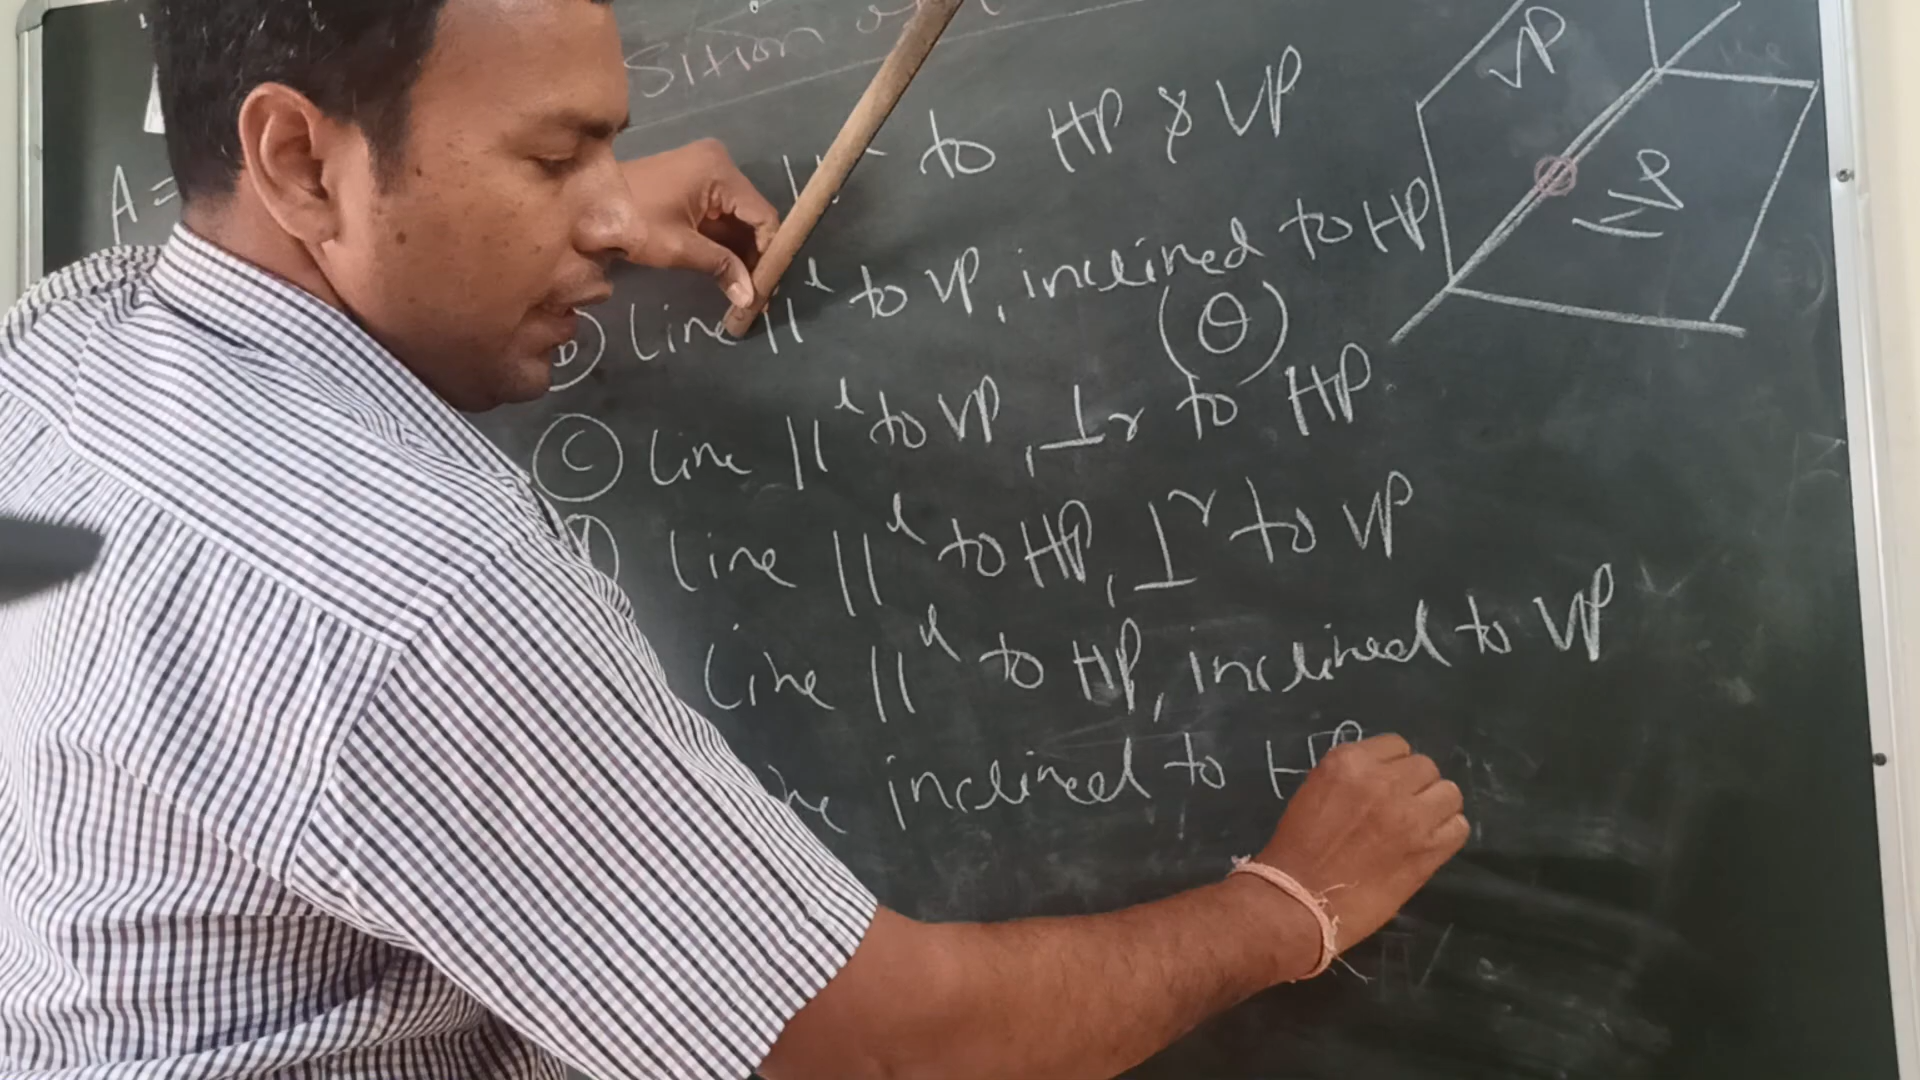 sition of
A =
|| to HP & VP
(B) Line ||l to VP, inclined to HP
(θ)
(C) Line ||l to VP, ⊥r to HP
Line ||l to HP, ⊥r to VP
Line ||l to HP, inclined to VP
inclined to HP
VP
HP